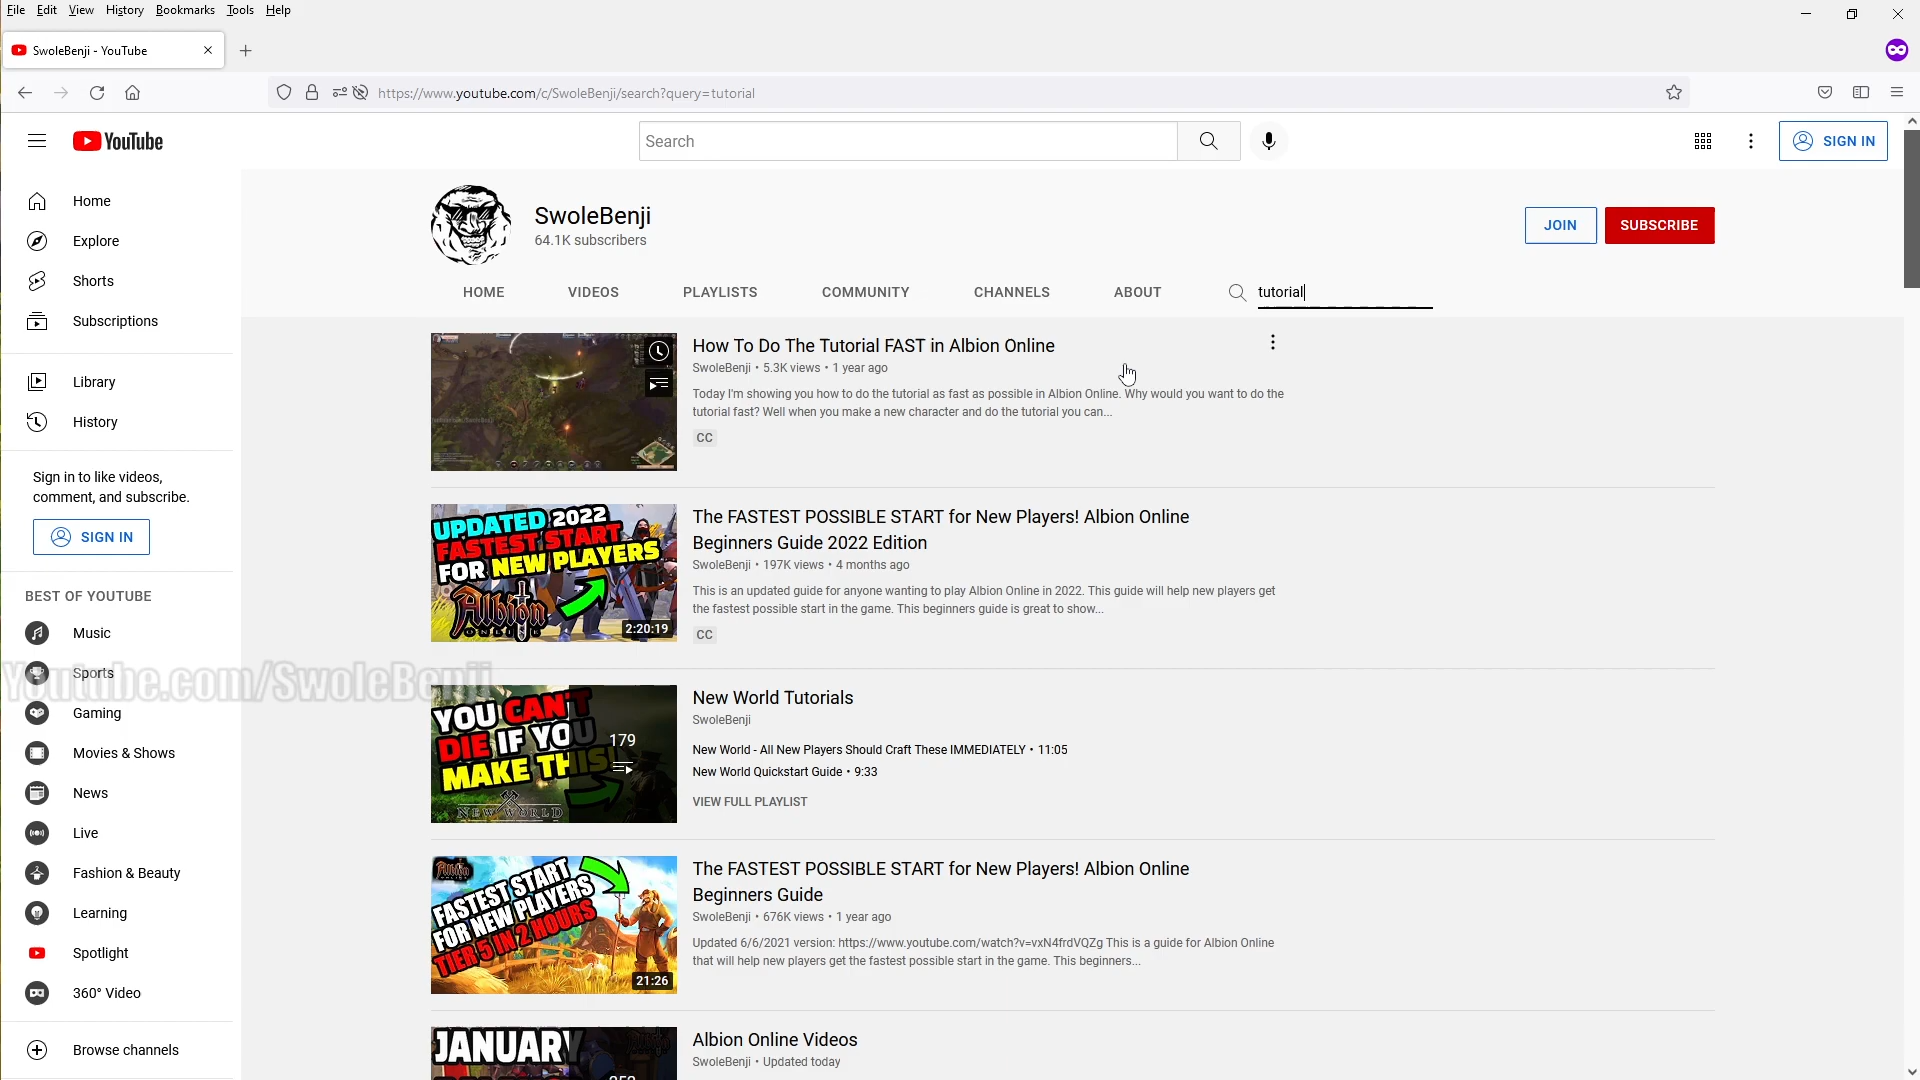 File Edit View History Bookmarks Tools Help
SwoleBenji - YouTube
https://www.youtube.com/c/SwoleBenji/search?query=tutorial
YouTube
Search
SIGN IN
Home
Explore
Shorts
Subscriptions
Library
History
Sign in to like videos,
comment, and subscribe.
SIGN IN
BEST OF YOUTUBE
Music
Sports
Gaming
Movies & Shows
News
Live
Fashion & Beauty
Learning
Spotlight
360° Video
Browse channels
Youtube.com/SwoleBenji
SwoleBenji
64.1K subscribers
JOIN
SUBSCRIBE
HOME VIDEOS PLAYLISTS COMMUNITY CHANNELS ABOUT tutorial
How To Do The Tutorial FAST in Albion Online
SwoleBenji • 5.3K views • 1 year ago
Today I'm showing you how to do the tutorial as fast as possible in Albion Online. Why would you want to do the
tutorial fast? Well when you make a new character and do the tutorial you can...
CC
UPDATED 2022
FASTEST START
FOR NEW PLAYERS
Albion
ONLINE
2:20:19
The FASTEST POSSIBLE START for New Players! Albion Online
Beginners Guide 2022 Edition
SwoleBenji • 197K views • 4 months ago
This is an updated guide for anyone wanting to play Albion Online in 2022. This guide will help new players get
the fastest possible start in the game. This beginners guide is great to show...
CC
YOU CAN'T
DIE IF YOU
MAKE THIS!
NEW WORLD
179
New World Tutorials
SwoleBenji
New World - All New Players Should Craft These IMMEDIATELY • 11:05
New World Quickstart Guide • 9:33
VIEW FULL PLAYLIST
Albion
FASTEST START
FOR NEW PLAYERS
TIER 5 IN 2 HOURS
21:26
The FASTEST POSSIBLE START for New Players! Albion Online
Beginners Guide
SwoleBenji • 676K views • 1 year ago
Updated 6/6/2021 version: https://www.youtube.com/watch?v=vxN4frdVQZg This is a guide for Albion Online
that will help new players get the fastest possible start in the game. This beginners...
JANUARY
Albion Online Videos
SwoleBenji • Updated today